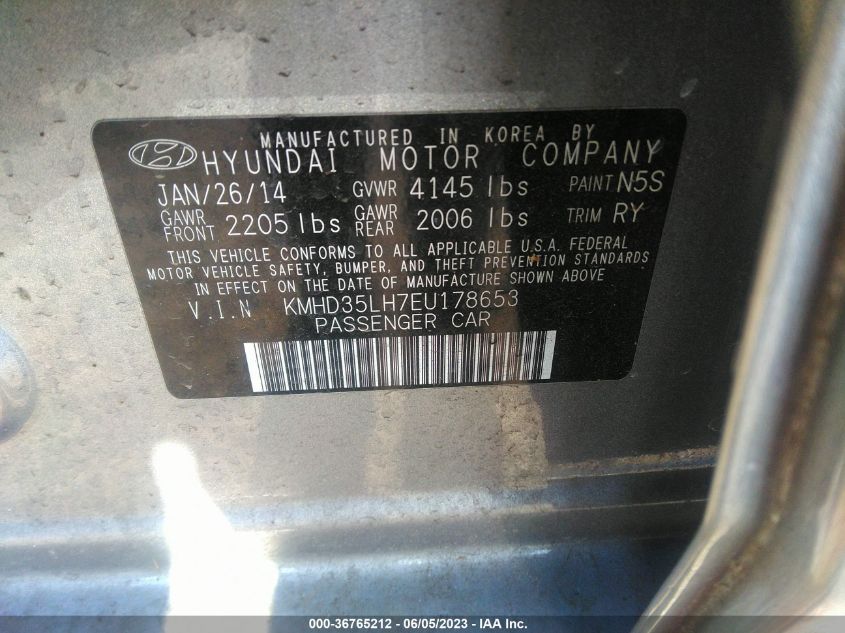 MANUFACTURED IN KOREA BY
HYUNDAI MOTOR COMPANY
JAN/26/14 GVWR 4145 lbs PAINT N5S
GAWR FRONT 2205 lbs GAWR REAR 2006 lbs TRIM RY
THIS VEHICLE CONFORMS TO ALL APPLICABLE U.S.A. FEDERAL
MOTOR VEHICLE SAFETY, BUMPER, AND THEFT PREVENTION STANDARDS
IN EFFECT ON THE DATE OF MANUFACTURE SHOWN ABOVE
V.I.N KMHD35LH7EU178653
PASSENGER CAR
000-36765212 - 06/05/2023 - IAA Inc.